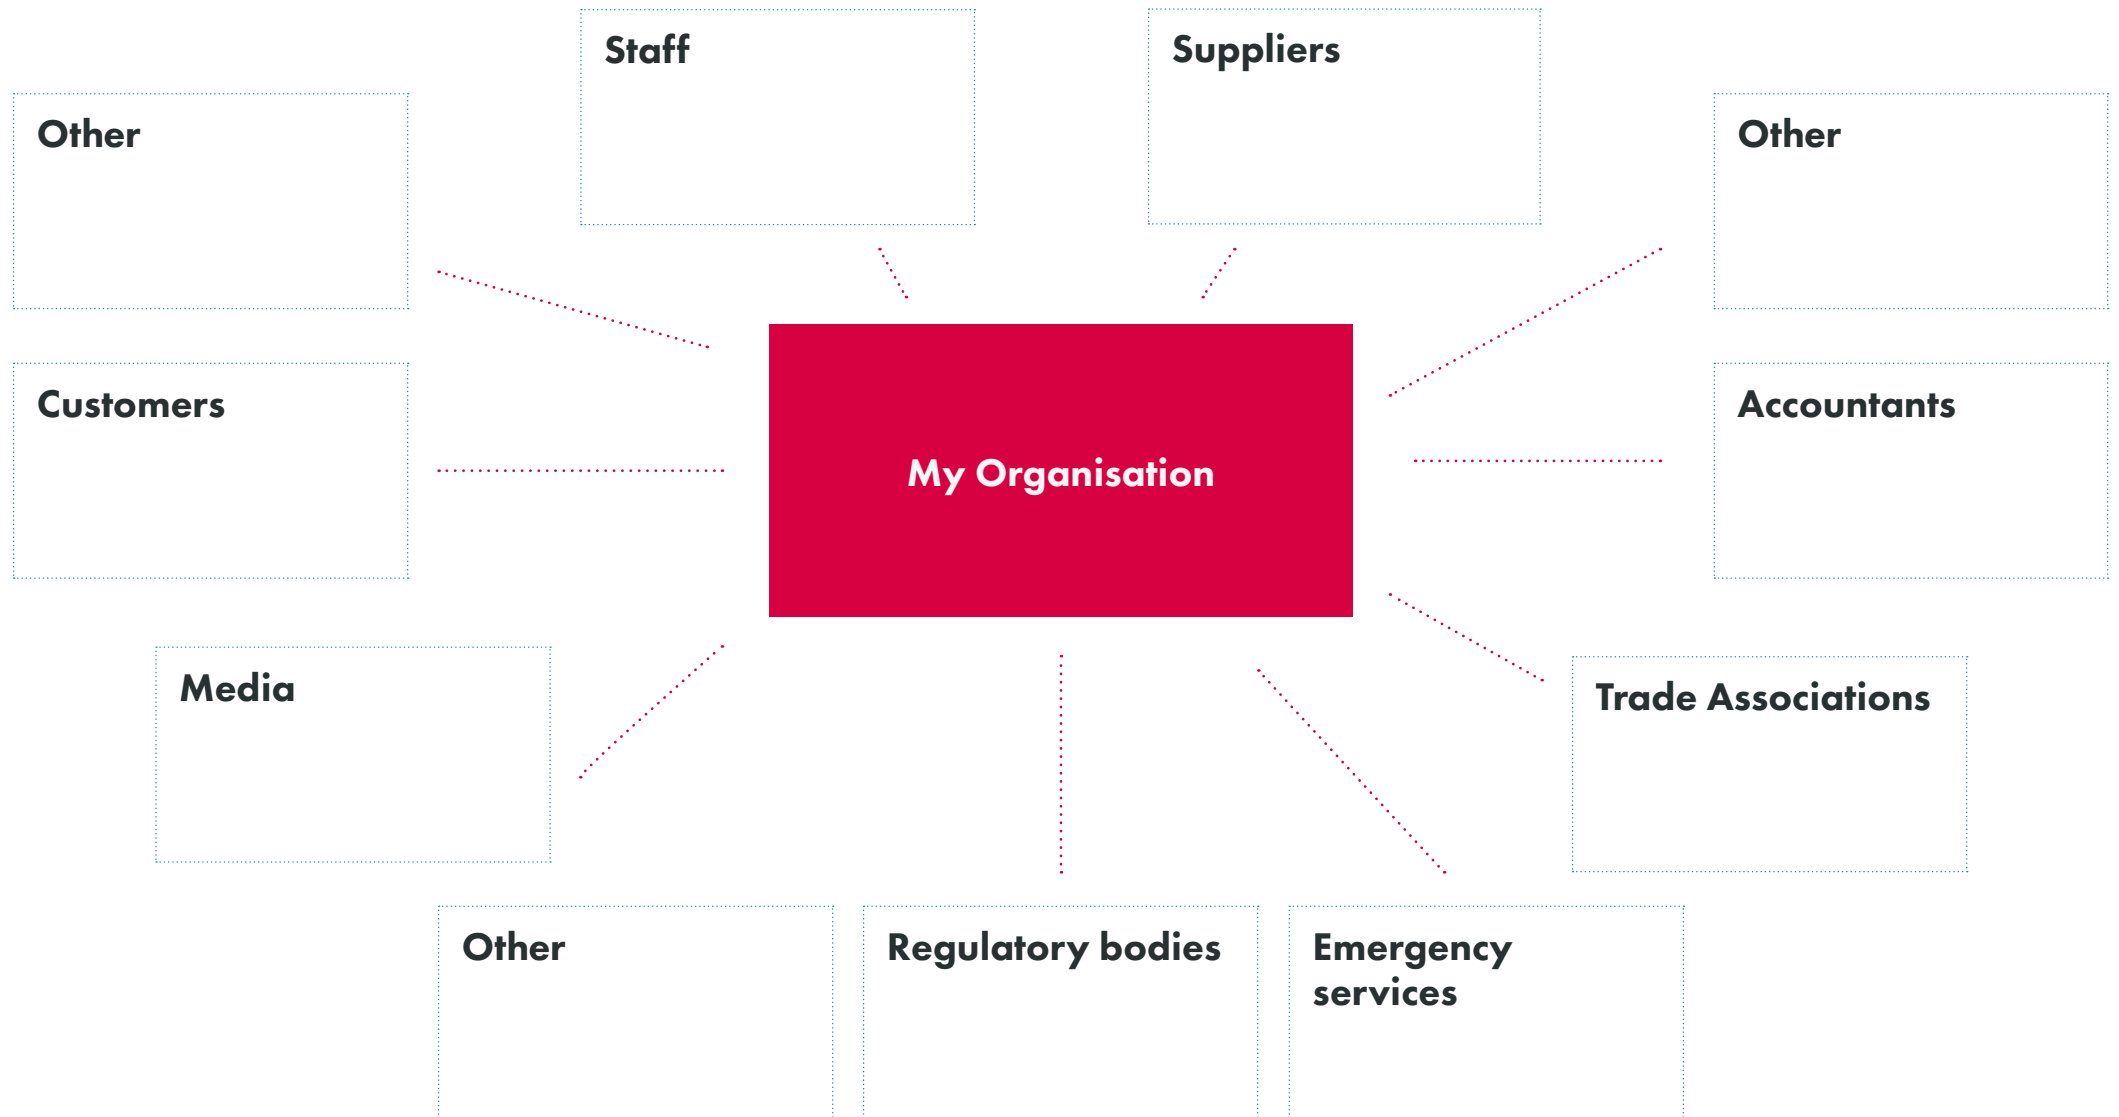 Staff
Suppliers
Other
Other
Customers
Accountants
My Organisation
Media
Trade Associations
Other
Regulatory bodies
Emergency
services